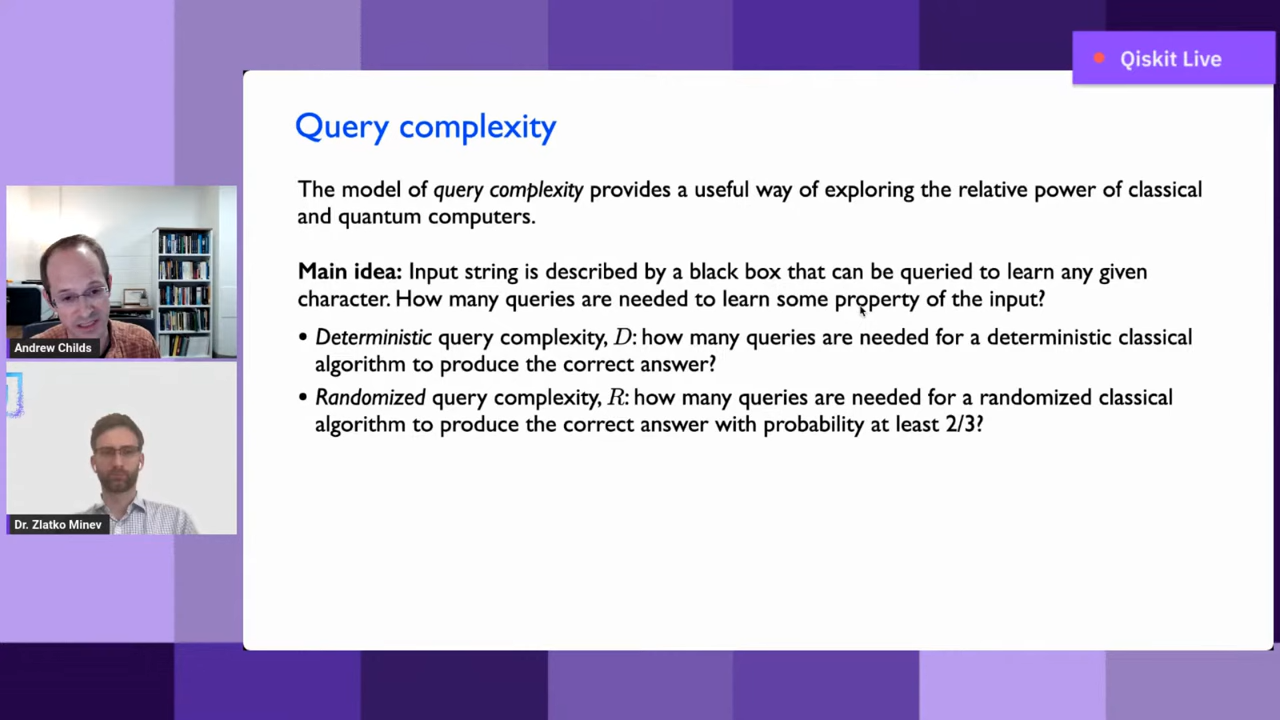 Qiskit Live
Query complexity
The model of query complexity provides a useful way of exploring the relative power of classical
and quantum computers.
Main idea: Input string is described by a black box that can be queried to learn any given
character. How many queries are needed to learn some property of the input?
• Deterministic query complexity, D: how many queries are needed for a deterministic classical
algorithm to produce the correct answer?
• Randomized query complexity, R: how many queries are needed for a randomized classical
algorithm to produce the correct answer with probability at least 2/3?
Andrew Childs
Dr. Zlatko Minev